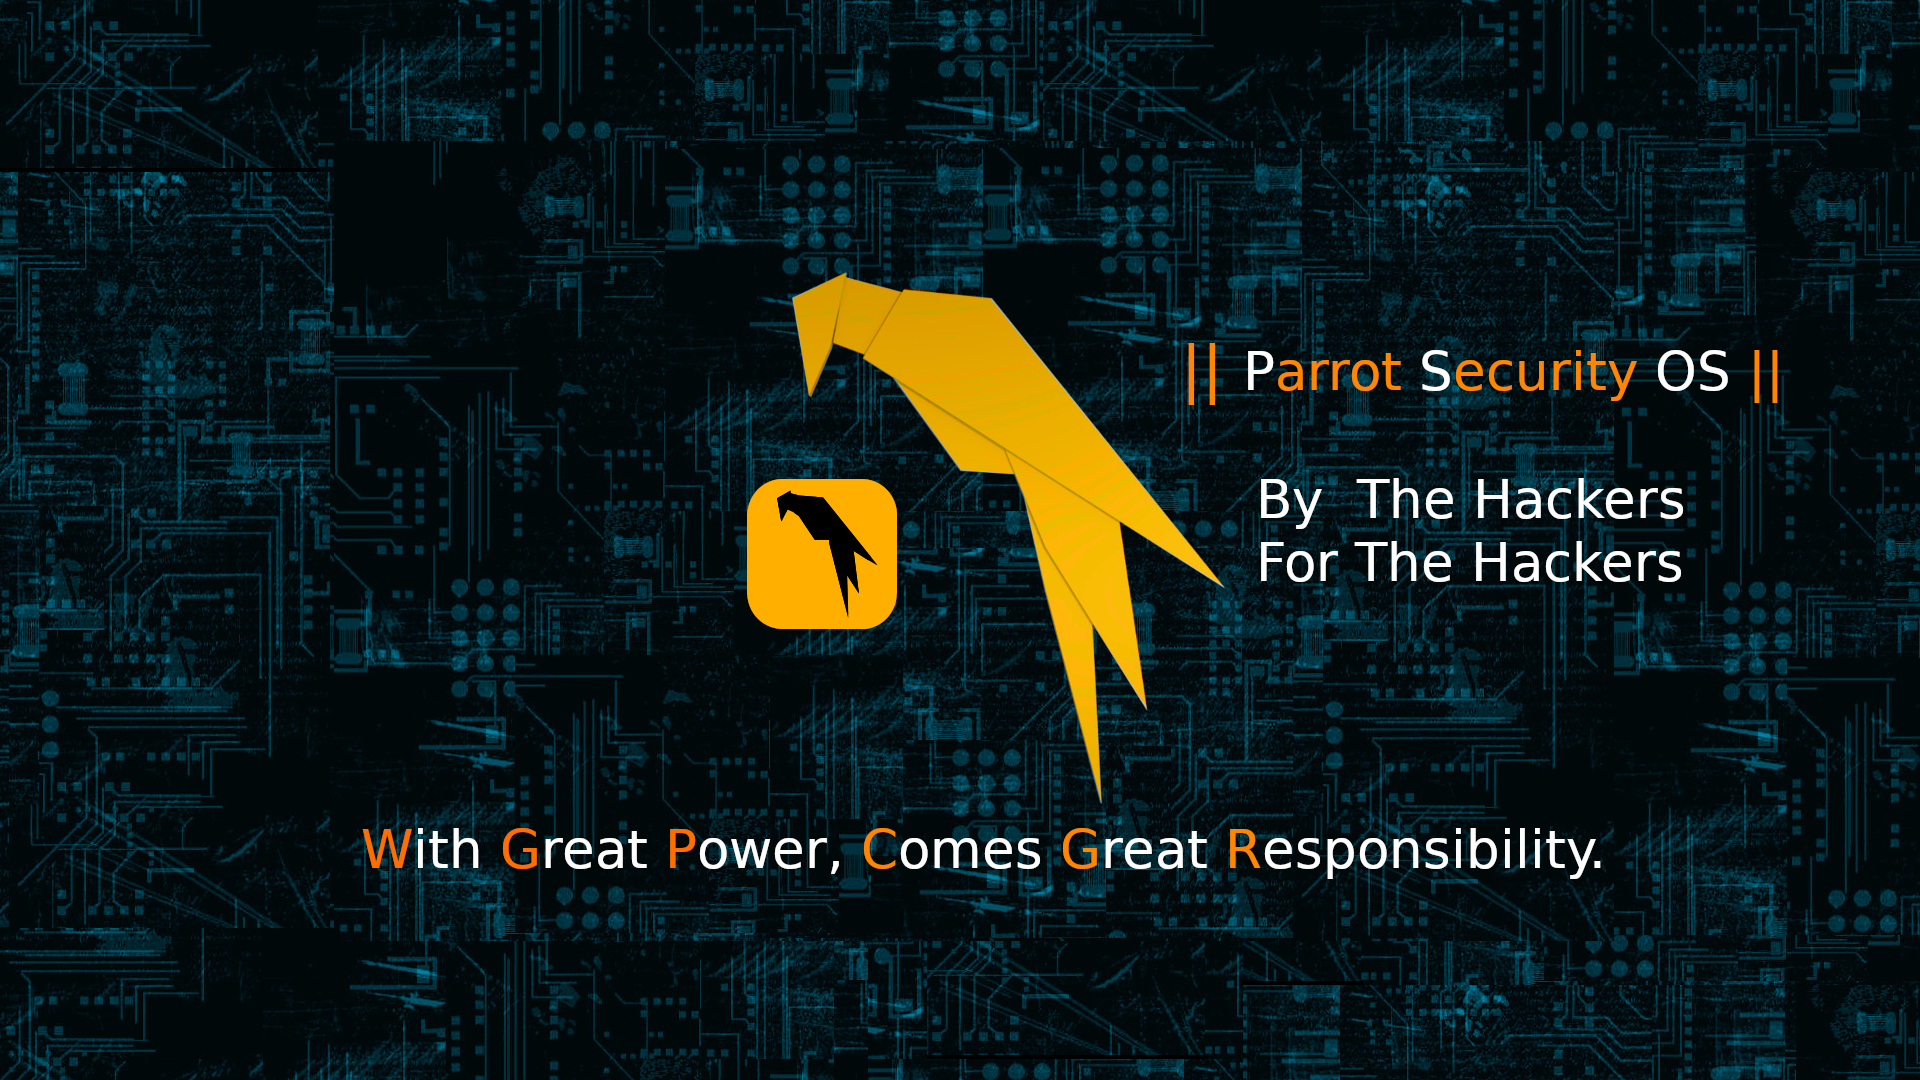 || Parrot Security OS ||
By  The Hackers
For The Hackers
With Great Power, Comes Great Responsibility.